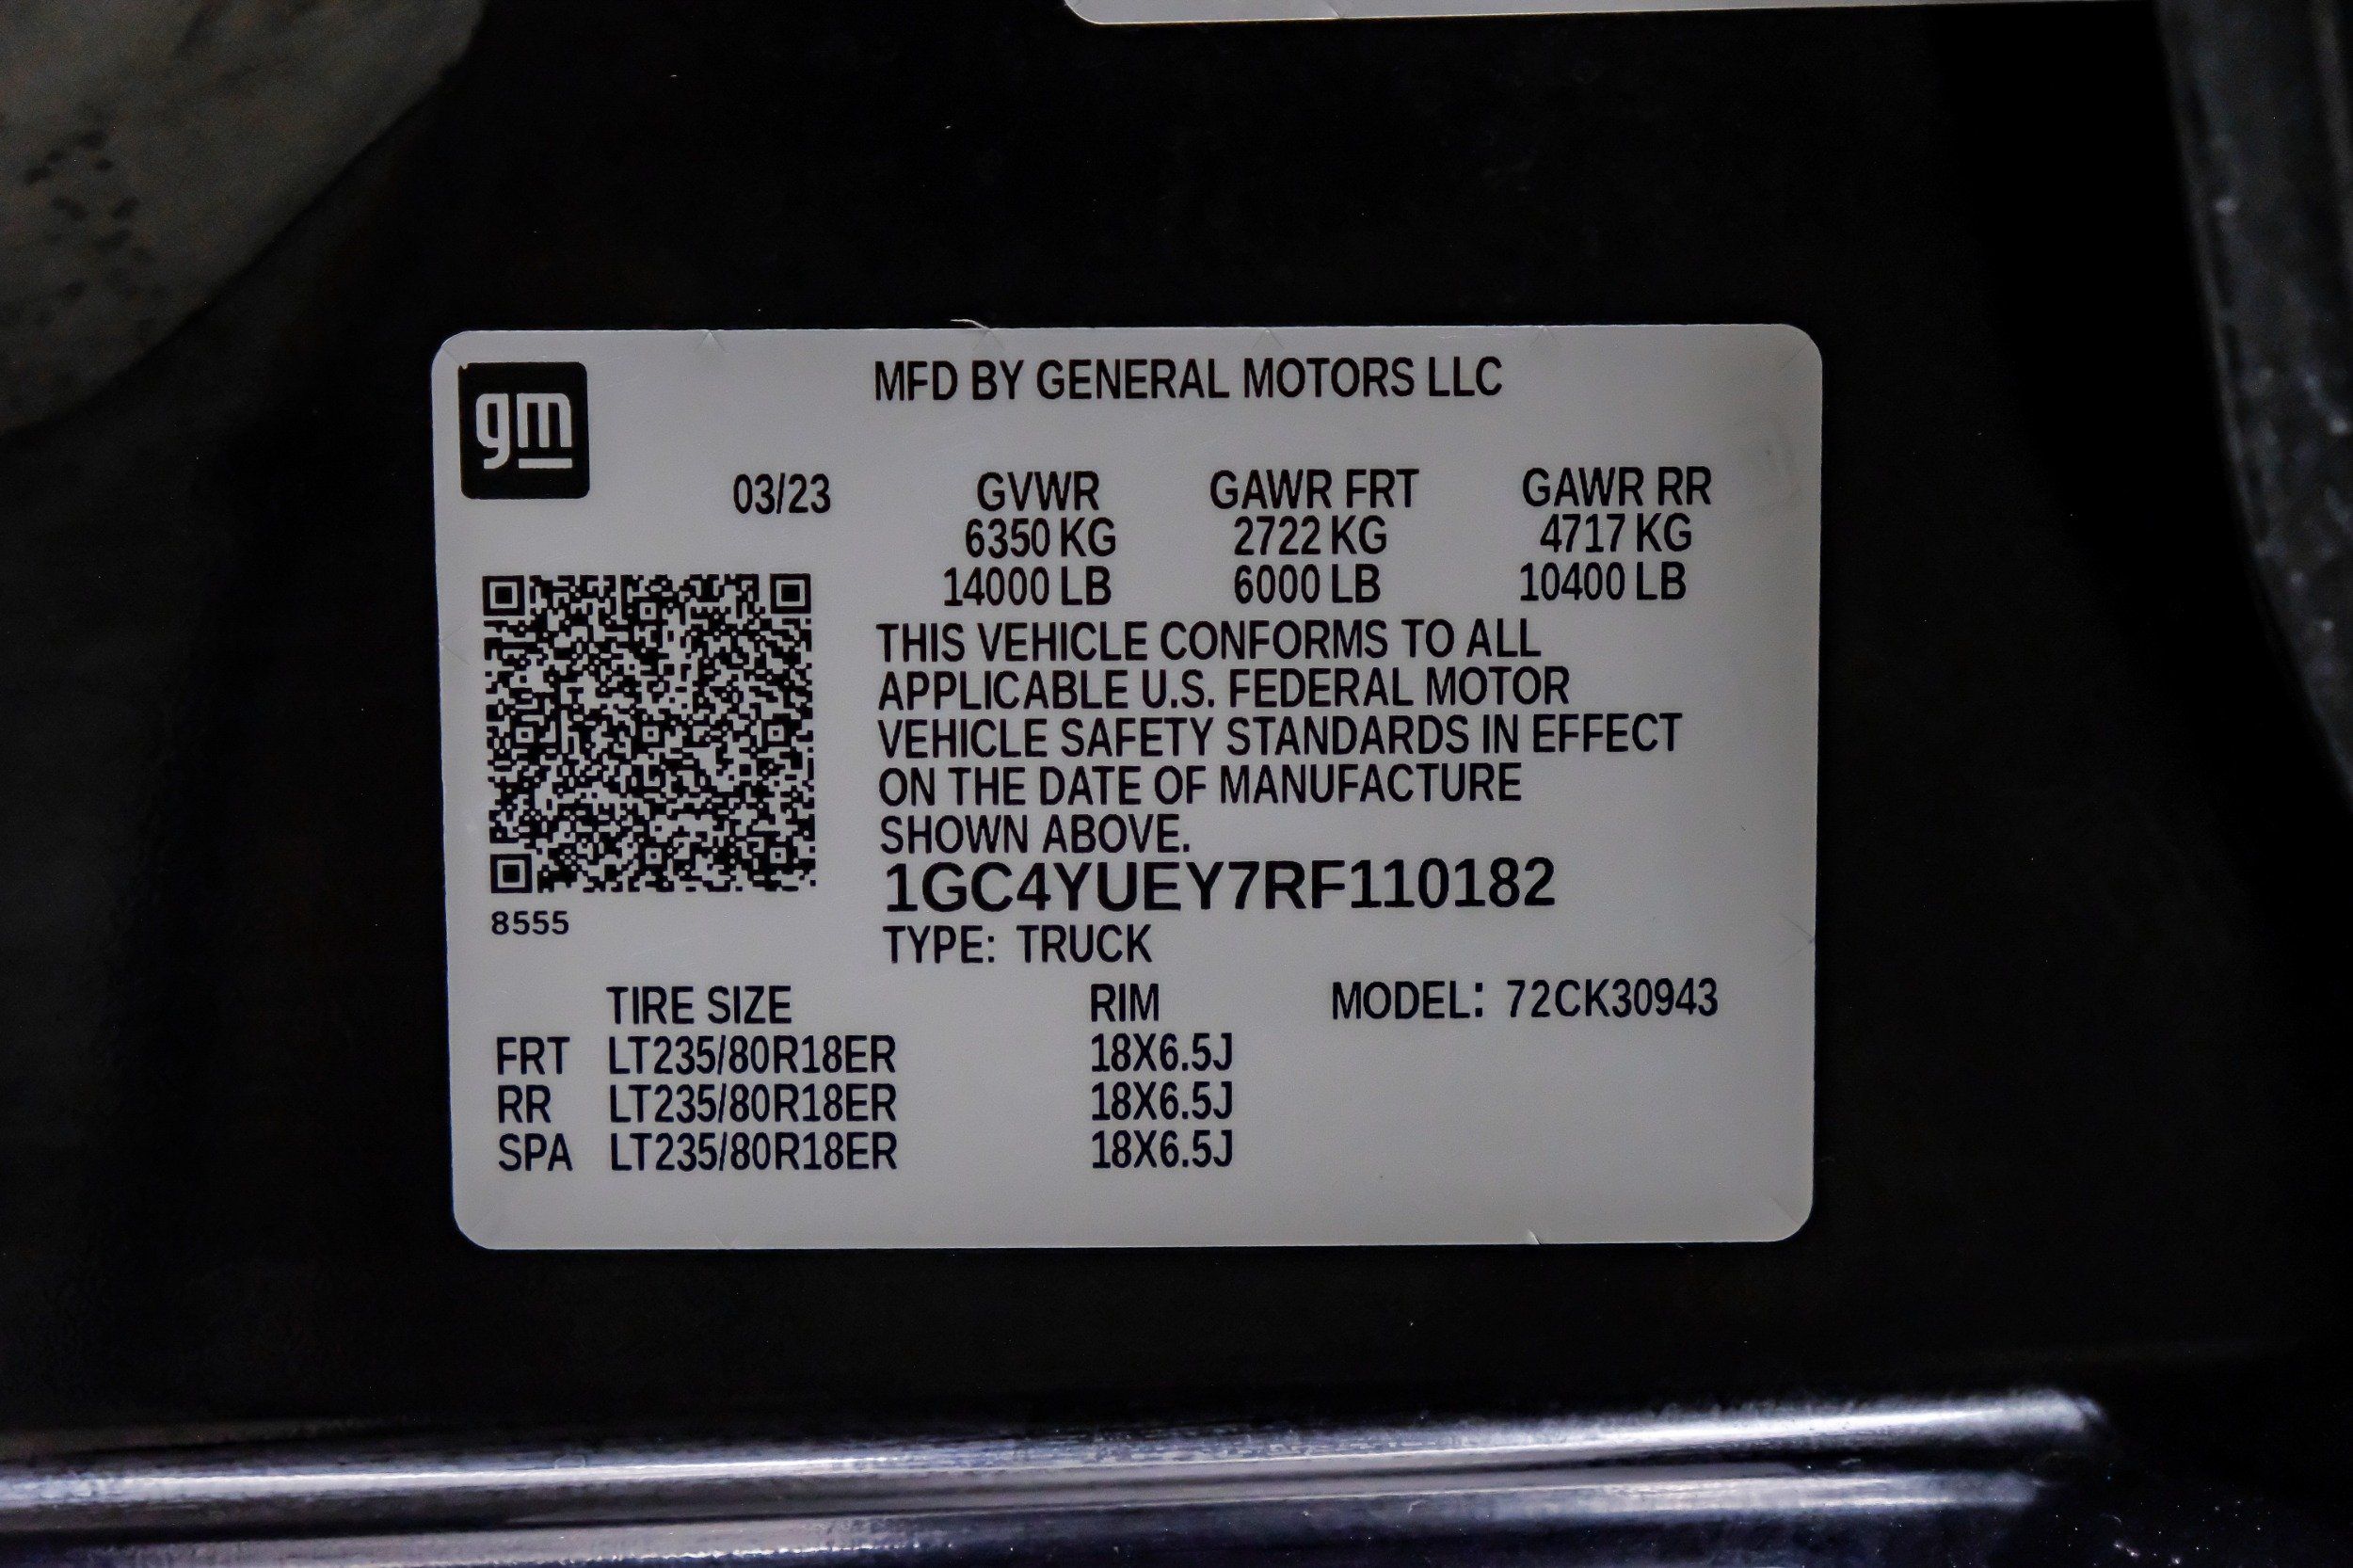 gm
MFD BY GENERAL MOTORS LLC
03/23 GVWR GAWR FRT GAWR RR
6350 KG 2722 KG 4717 KG
14000 LB 6000 LB 10400 LB
THIS VEHICLE CONFORMS TO ALL
APPLICABLE U.S. FEDERAL MOTOR
VEHICLE SAFETY STANDARDS IN EFFECT
ON THE DATE OF MANUFACTURE
SHOWN ABOVE.
1GC4YUEY7RF110182
8555
TYPE: TRUCK
TIRE SIZE RIM MODEL: 72CK30943
FRT LT235/80R18ER 18X6.5J
RR LT235/80R18ER 18X6.5J
SPA LT235/80R18ER 18X6.5J